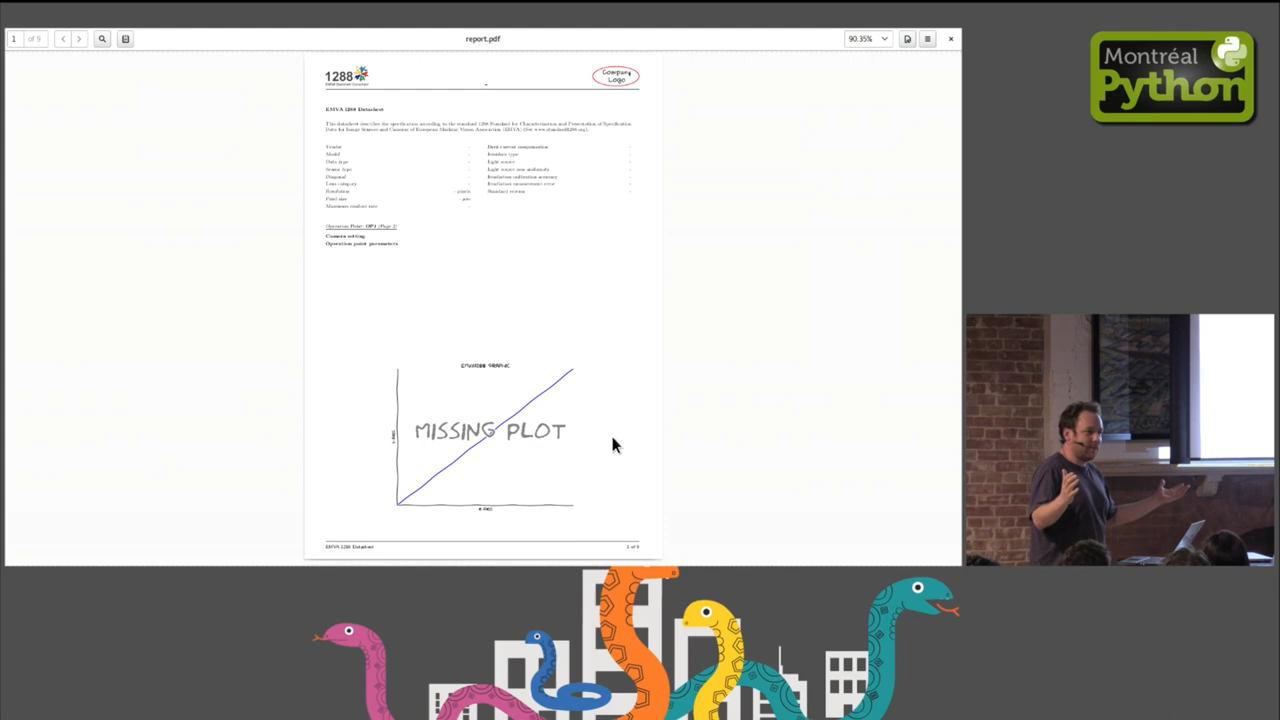 1 of 9
report.pdf
90.35%
Montréal
Python
1288
Company
Logo
EMVA 1288 Datasheet
This datasheet describes the specification according to the standard 1288 Standard for Characterization and Presentation of Specification
Data for Image Sensors and Cameras of European Machine Vision Association (EMVA) (See www.standard1288.org).
Vendor -
Model -
Data type -
Sensor type -
Diagonal -
Lens category -
Resolution - pixels
Pixel size - μm
Maximum readout rate -
Dark current compensation -
Interface type -
Light source -
Light source non uniformity -
Irradiation calibration accuracy -
Irradiation measurement error -
Standard version -
Operation Point: OP1 (Page 2)
Camera setting
Operation point parameters
EMVA1288 GRAPHIC
MISSING PLOT
X-AXIS
EMVA 1288 Datasheet
1 of 9